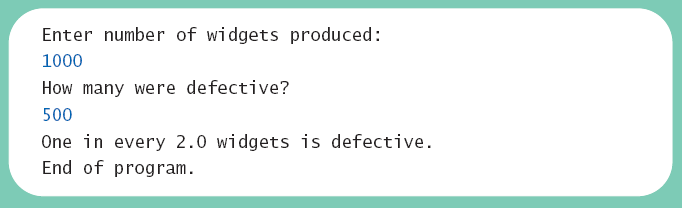 Enter number of widgets produced:
1000
How many were defective?
500
One in every 2.0 widgets is defective.
End of program.